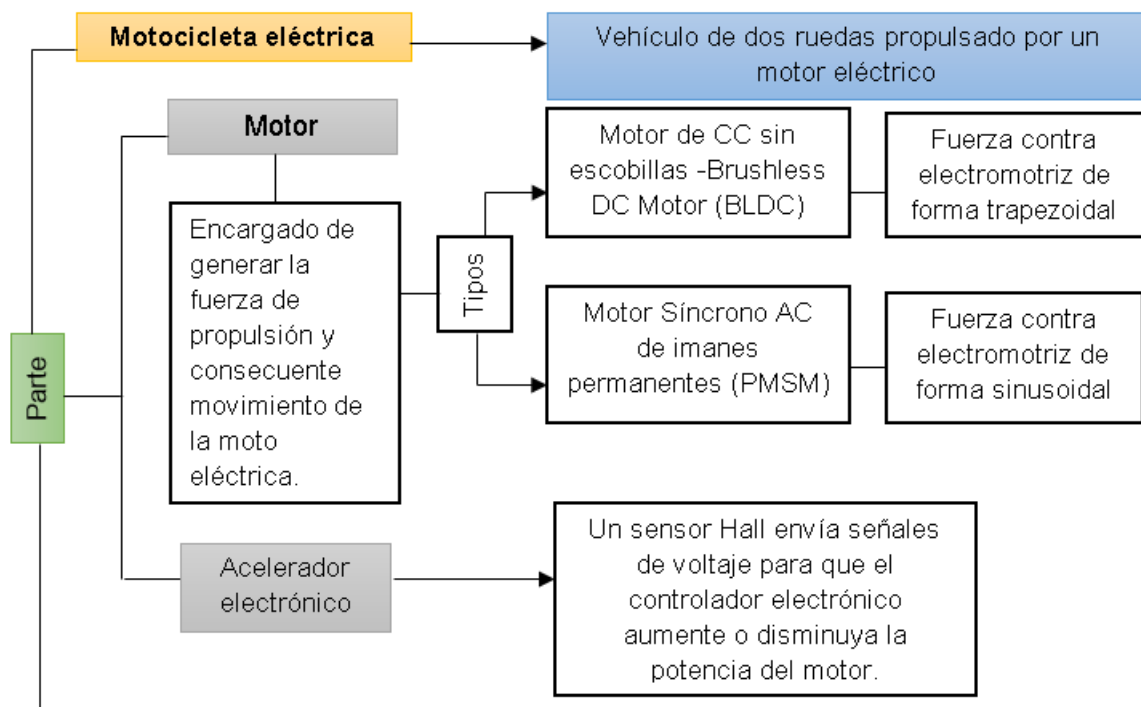 Motocicleta eléctrica
Vehículo de dos ruedas propulsado por un
motor eléctrico
Motor
Encargado de
generar la
fuerza de
propulsión y
consecuente
movimiento de
la moto
eléctrica.
Tipos
Motor de CC sin
escobillas -Brushless
DC Motor (BLDC)
Fuerza contra
electromotriz de
forma trapezoidal
Motor Síncrono AC
de imanes
permanentes (PMSM)
Fuerza contra
electromotriz de
forma sinusoidal
Parte
Acelerador
electrónico
Un sensor Hall envía señales
de voltaje para que el
controlador electrónico
aumente o disminuya la
potencia del motor.